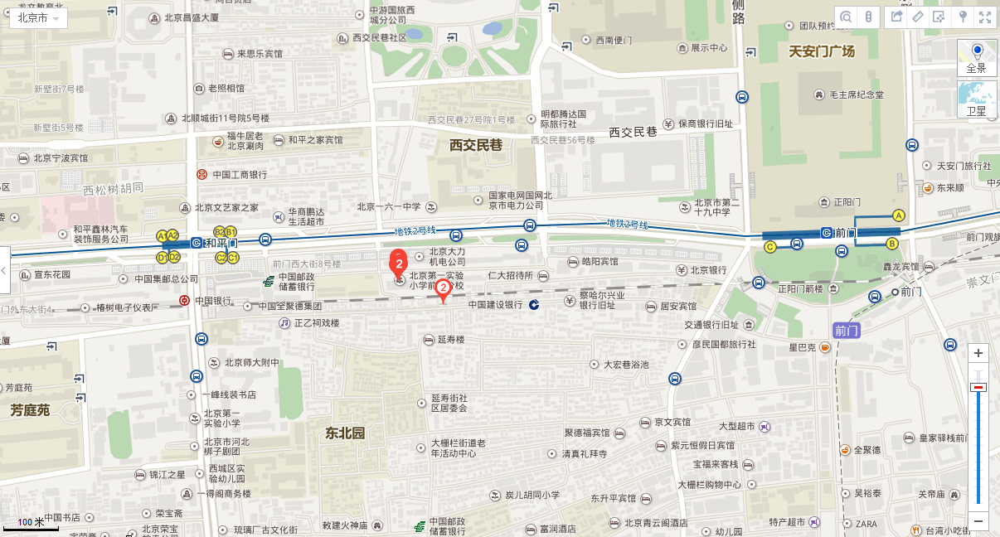 北京市
北京昌盛大厦
中游国旅西
城分公司
西交民巷社区
来思乐宾馆
西南便门
展示中心
侧
路
团队预约
天安门广场
全景
卫星
新壁街7号楼
老照相馆
毛主席纪念堂
北顺城街11号院5号楼
新壁街5号楼
西交民巷27号院1号楼
明都腾达国
际旅行社
西交民巷
保商银行旧址
福牛居老
北京涮肉
和平之家宾馆
西交民巷
西交民巷56号楼
北京宁波宾馆
中国工商银行
天安门旅行社
东来顺
中央
西松树胡同
北京文艺家之家
华商鹏达
生活超市
北京一六一中学
国家电网国网北
京市电力公司
北京市第二
十九中学
正阳门
和平鑫林汽车
装饰服务公司
A1
A2
B2
B1
和平门
D1
D2
C2
C1
地铁2号线
地铁2号线
前门
A
B
C
前门观旗
宣东花园
中国集邮总公司
前门西大街8号楼
北京大力
机电公司
2
北京第一实验
小学前门分校
2
皓阳宾馆
仁大招待所
北京银行
鑫龙宾馆
崇文门
中国邮政
储蓄银行
正阳门箭楼
前门
门外东大街4
椿树电子仪表厂
中国银行
中国全聚德集团
中国建设银行
察哈尔兴业
银行旧址
居安宾馆
正乙祠戏楼
交通银行旧址
前门
延寿楼
彦民国都旅行社
星巴克
北京师大附中
大宏巷浴池
芳庭苑
芳庭苑
一峰线装书店
延寿街社
区居委会
北京第一
实验小学
东北园
聚德福宾馆
京文宾馆
大型超市
北京市河北
梆子剧团
大栅栏街道老
年活动中心
清真礼拜寺
紫元恒假日宾馆
全聚德
皇家驿栈前门
锦江之星
西城区实
验幼儿园
宝福来客栈
大栅栏购物中心
一得阁商务楼
炭儿胡同小学
东升平宾馆
吴裕泰
关帝庙
中国书店
荣宝斋
100 米
北京荣宝
琉璃厂古文化街
敕建火神庙
中国邮政
储蓄银行
富润酒店
北京青云阁酒店
幼儿园
特产超市
ZARA
台湾小吃街